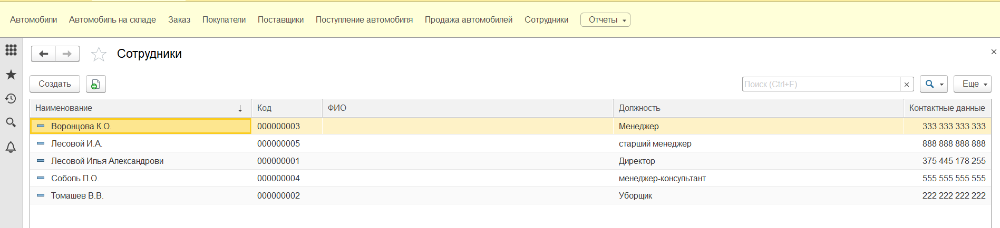 Автомобили Автомобиль на складе Заказ Покупатели Поставщики Поступление автомобиля Продажа автомобилей Сотрудники Отчеты
Сотрудники
Создать Поиск (Ctrl+F) Еще
Наименование Код ФИО Должность Контактные данные
Воронцова К.О. 000000003 Менеджер 333 333 333 333
Лесовой И.А. 000000005 старший менеджер 888 888 888 888
Лесовой Илья Александрови 000000001 Директор 375 445 178 255
Соболь П.О. 000000004 менеджер-консультант 555 555 555 555
Томашев В.В. 000000002 Уборщик 222 222 222 222